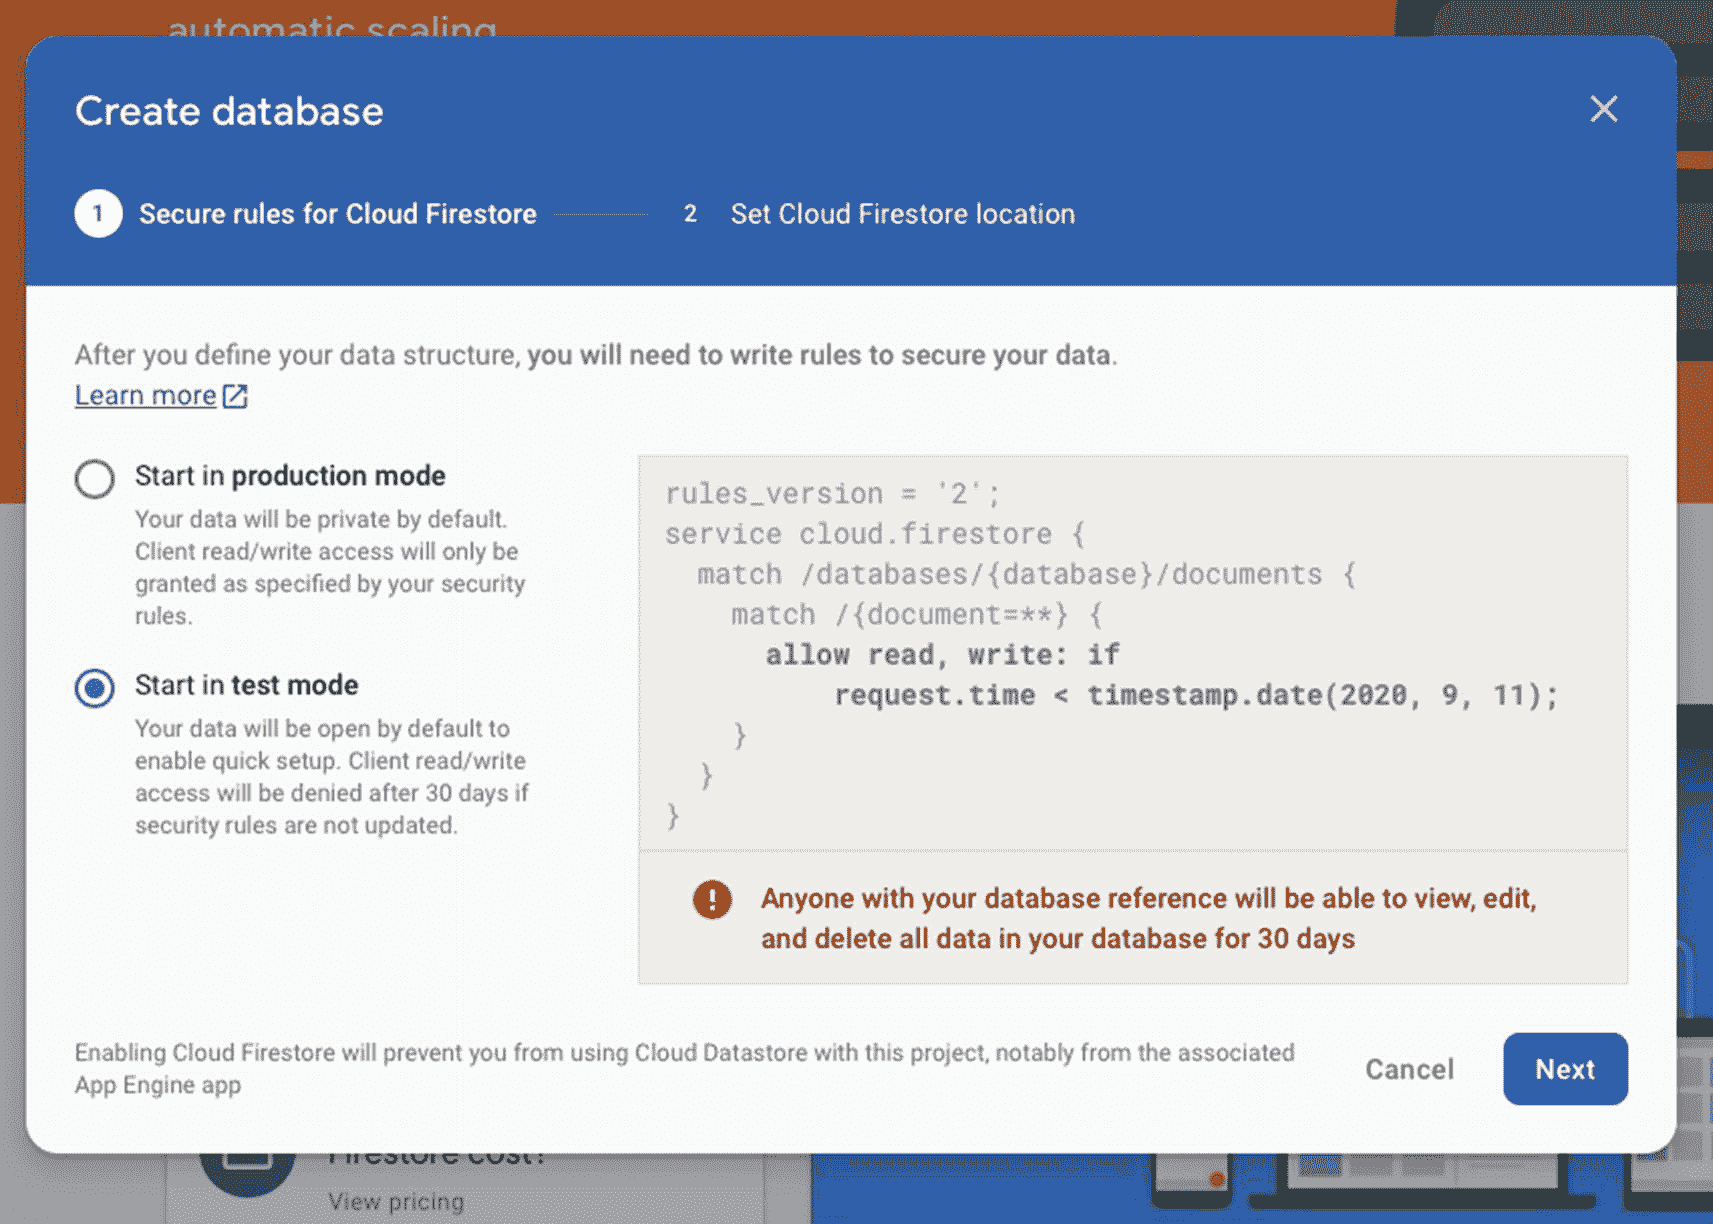 automatic scaling
Create database
1 Secure rules for Cloud Firestore 2 Set Cloud Firestore location
After you define your data structure, you will need to write rules to secure your data.
Learn more
Start in production mode
Your data will be private by default.
Client read/write access will only be
granted as specified by your security
rules.
Start in test mode
Your data will be open by default to
enable quick setup. Client read/write
access will be denied after 30 days if
security rules are not updated.
rules_version = '2';
service cloud.firestore {
match /databases/{database}/documents {
match /{document=**} {
allow read, write: if
request.time < timestamp.date(2020, 9, 11);
}
}
}
! Anyone with your database reference will be able to view, edit,
and delete all data in your database for 30 days
Enabling Cloud Firestore will prevent you from using Cloud Datastore with this project, notably from the associated
App Engine app
Cancel
Next
Firestore cost?
View pricing